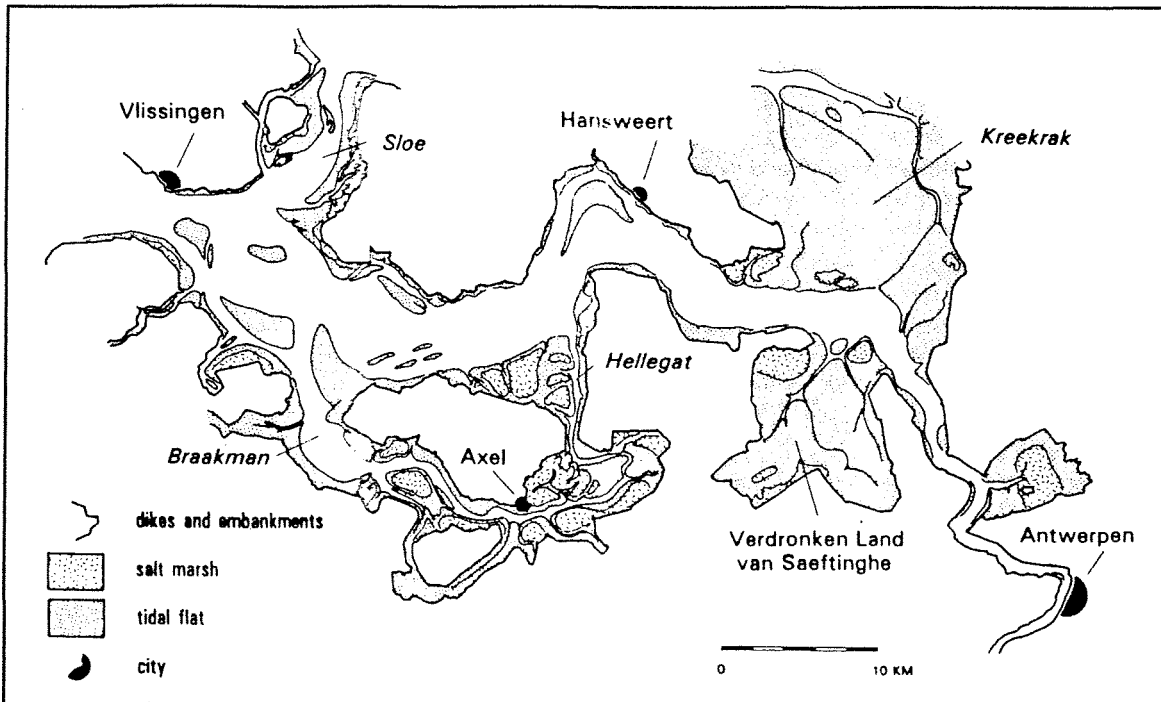 Vlissingen
Sloe
Hansweert
Kreekrak
Hellegat
Braakman
Axel
Verdronken Land
van Saeftinghe
Antwerpen
dikes and embankments
salt marsh
tidal flat
city
0 10 KM